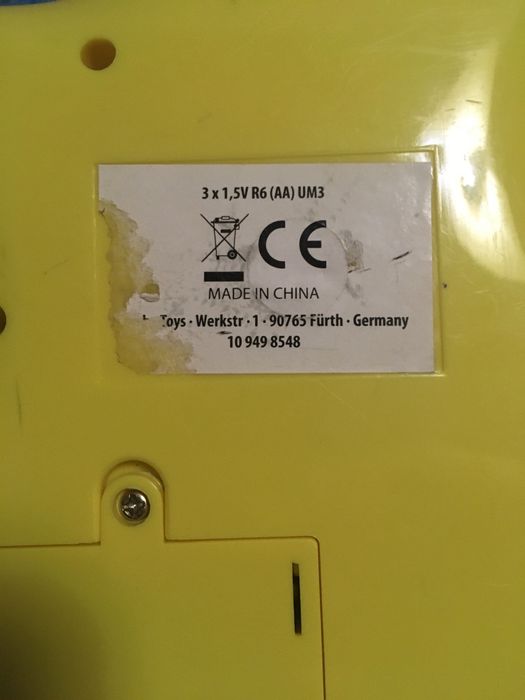 3 x 1,5V R6 (AA) UM3
CE
MADE IN CHINA
Toys · Werkstr · 1 · 90765 Fürth · Germany
10 949 8548